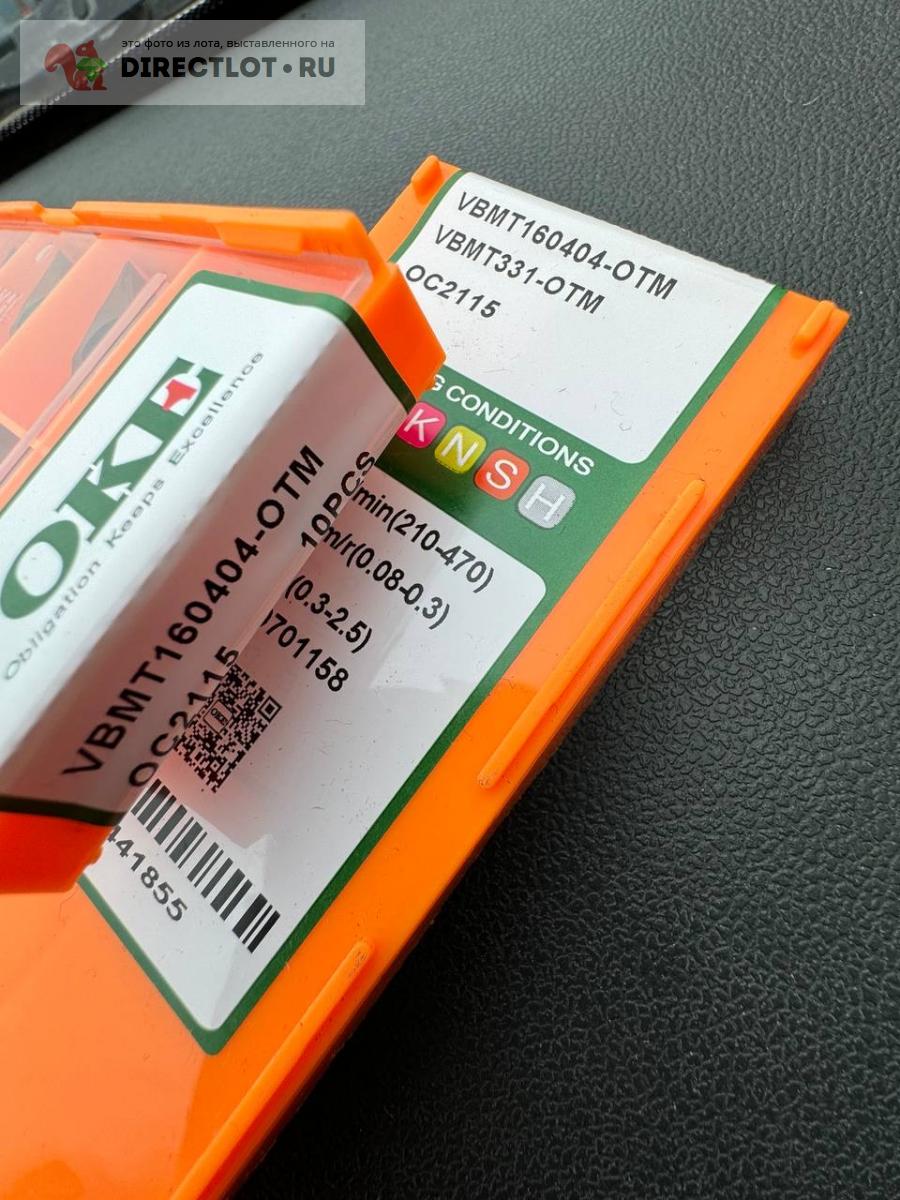 это фото из лота, выставленного на
DIRECTLOT•RU
VBMT160404-OTM
VBMT331-OTM
OC2115
G CONDITIONS
K N S H
min(210-470)
m/r(0.08-0.3)
(0.3-2.5)
701158
441855
OKE
Obligation Keeps Excellence
VBMT160404-OTM
10PCS
OC2115